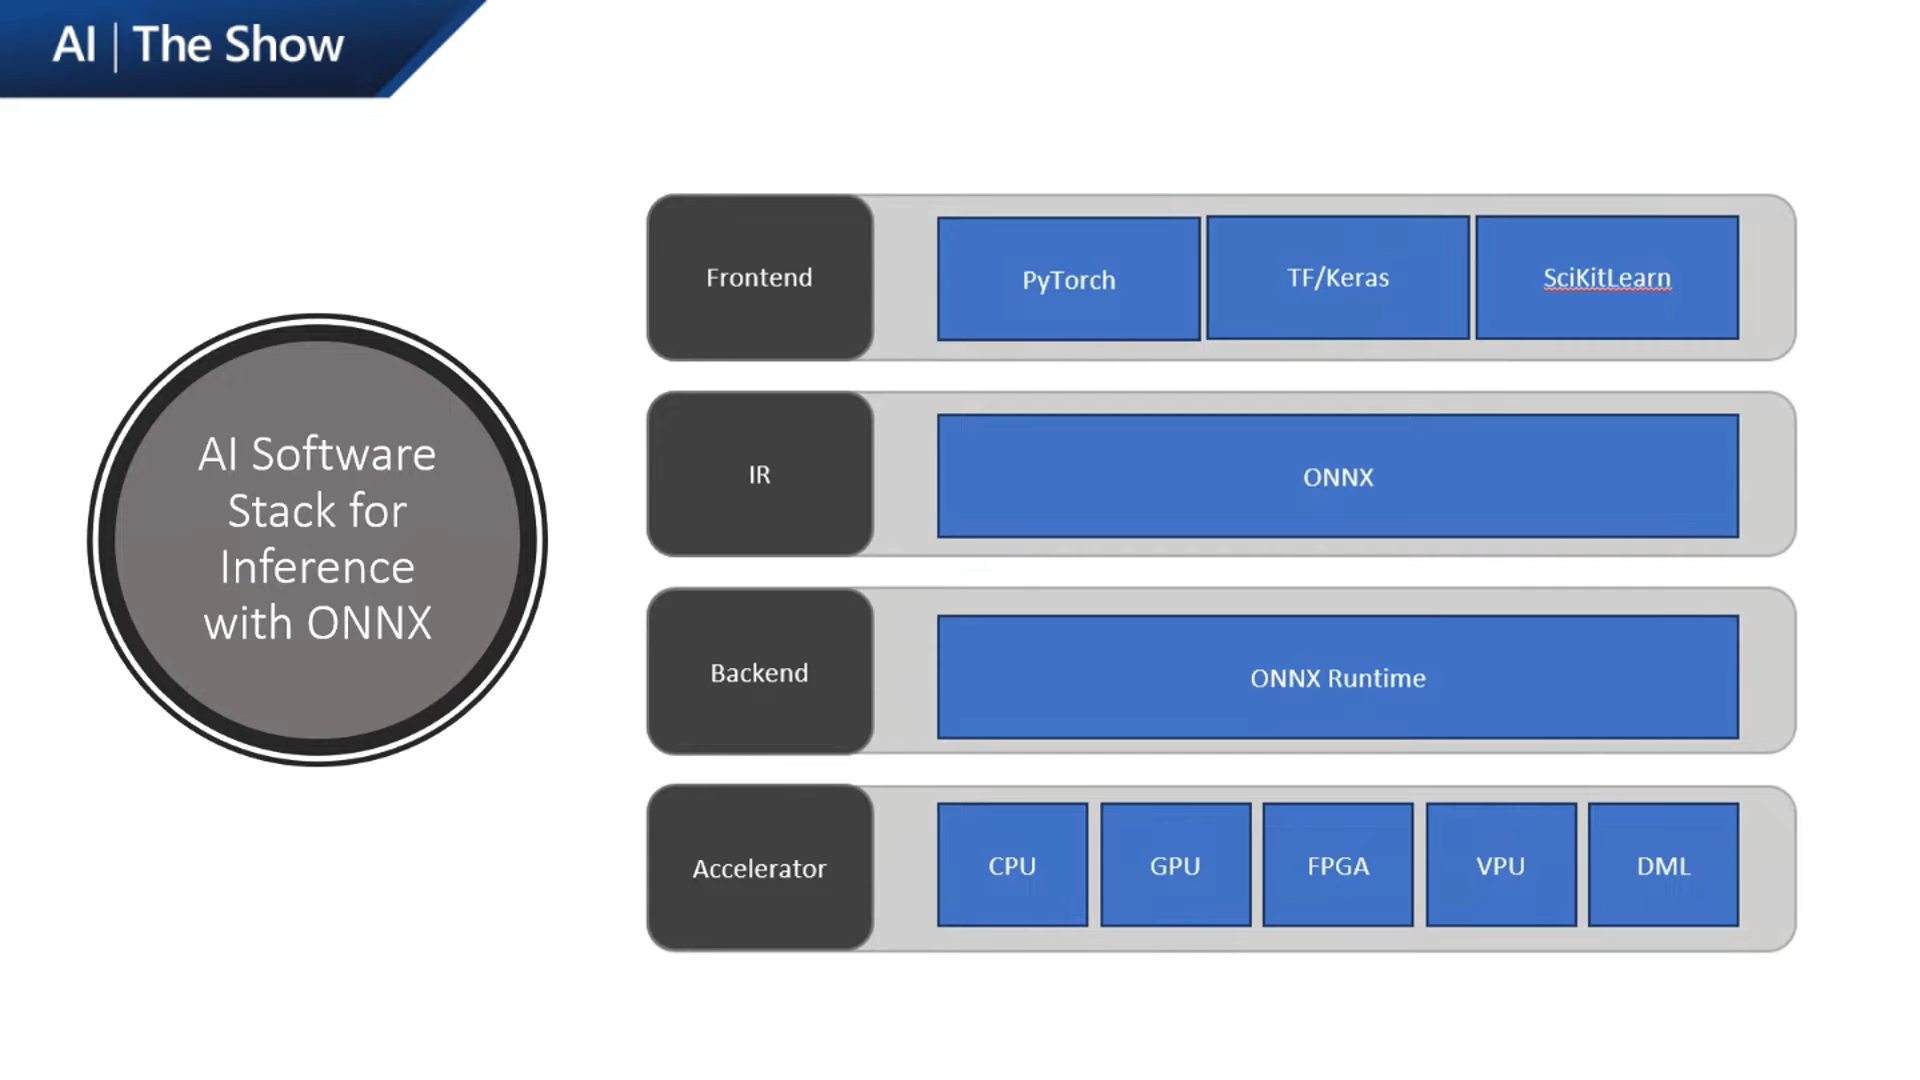 AI | The Show
AI Software
Stack for
Inference
with ONNX
Frontend
PyTorch
TF/Keras
SciKitLearn
IR
ONNX
Backend
ONNX Runtime
Accelerator
CPU
GPU
FPGA
VPU
DML